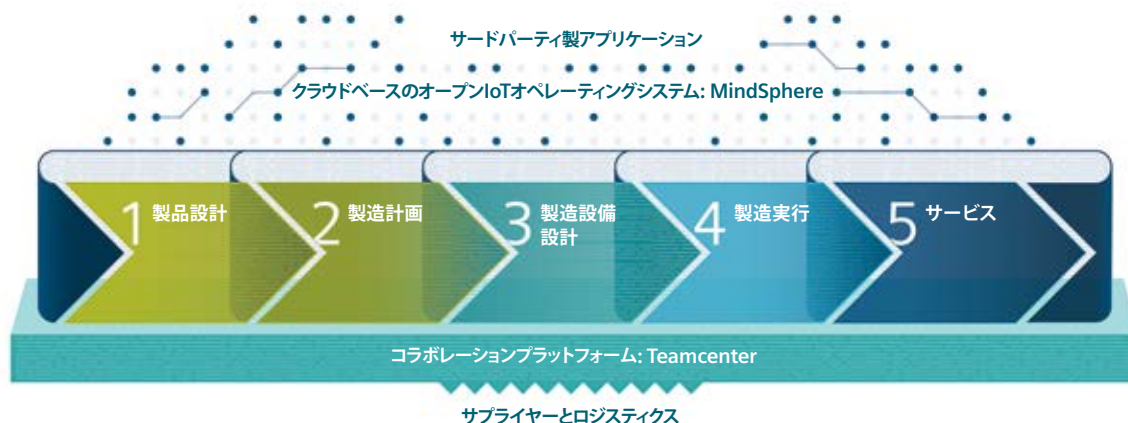 サードパーティ製アプリケーション
クラウドベースのオープンIoTオペレーティングシステム: MindSphere
1 製品設計
2 製造計画
3 製造設備
設計
4 製造実行
5 サービス
コラボレーションプラットフォーム: Teamcenter
サプライヤーとロジスティクス